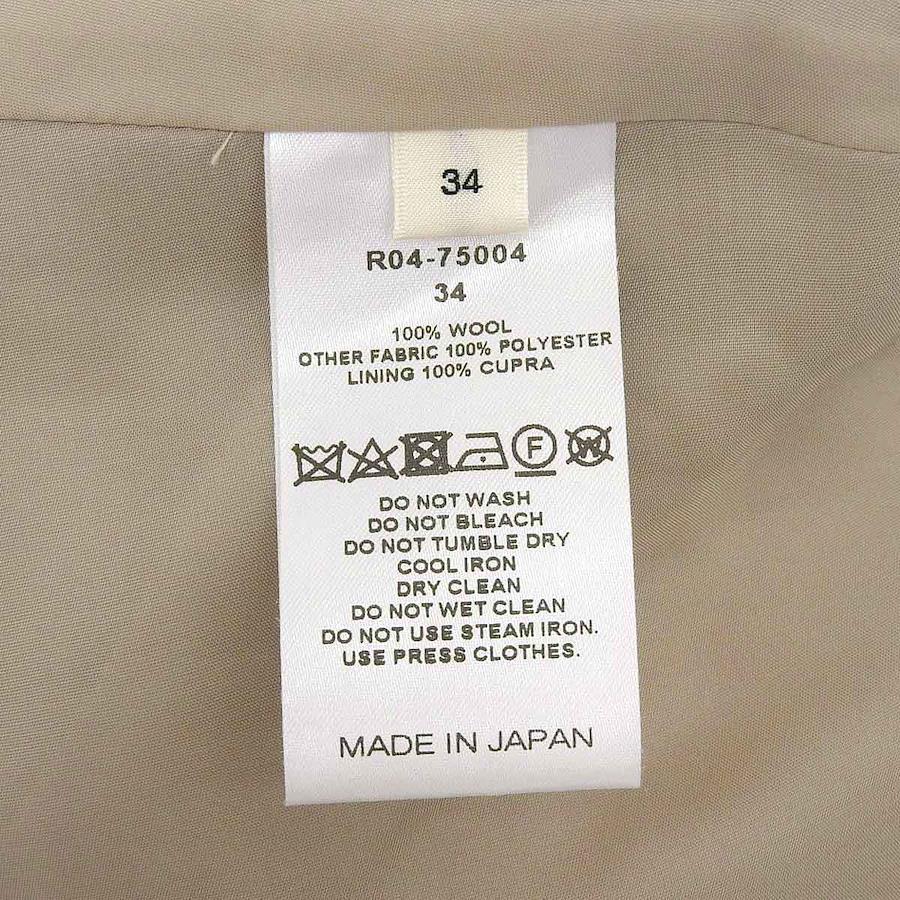 34
R04-75004
34
100% WOOL
OTHER FABRIC 100% POLYESTER
LINING 100% CUPRA
F W
DO NOT WASH
DO NOT BLEACH
DO NOT TUMBLE DRY
COOL IRON
DRY CLEAN
DO NOT WET CLEAN
DO NOT USE STEAM IRON.
USE PRESS CLOTHES.
MADE IN JAPAN